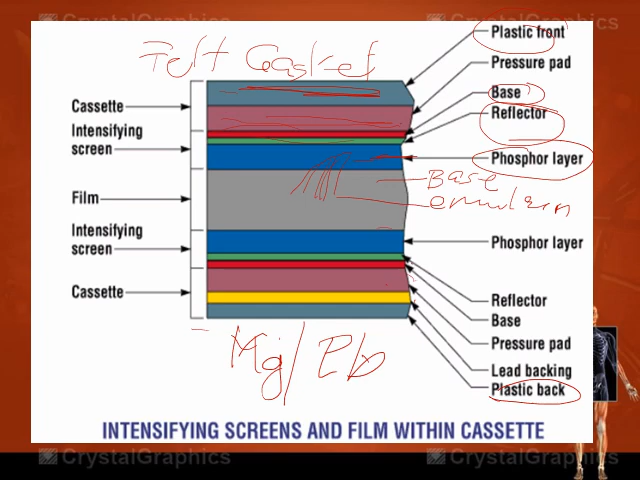 CrystalGraphics CrystalGraphics
Felt Gasket
Plastic front
Pressure pad
Cassette
Base
Reflector
Intensifying
screen
Phosphor layer
Base
Film
emulsion
Intensifying
screen
Phosphor layer
Cassette
Reflector
Base
Mg/Pb
Pressure pad
Lead backing
Plastic back
INTENSIFYING SCREENS AND FILM WITHIN CASSETTE
CrystalGraphics CrystalGraphics